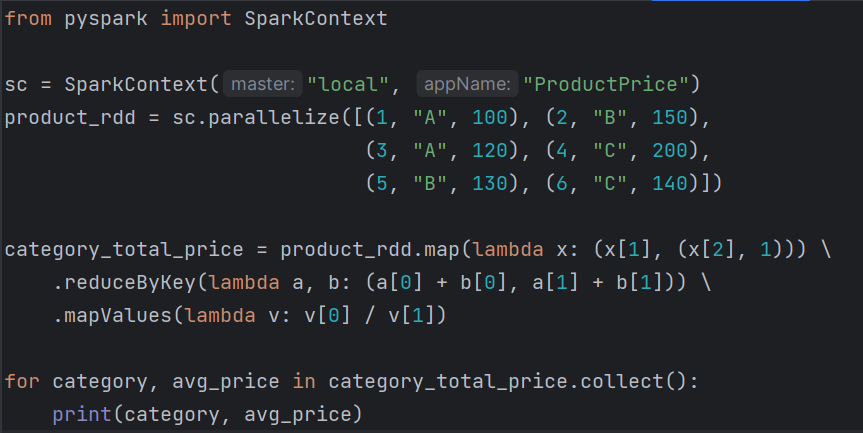 from pyspark import SparkContext
sc = SparkContext( master: "local", appName: "ProductPrice")
product_rdd = sc.parallelize([(1, "A", 100), (2, "B", 150),
(3, "A", 120), (4, "C", 200),
(5, "B", 130), (6, "C", 140)])
category_total_price = product_rdd.map(lambda x: (x[1], (x[2], 1))) \
.reduceByKey(lambda a, b: (a[0] + b[0], a[1] + b[1])) \
.mapValues(lambda v: v[0] / v[1])
for category, avg_price in category_total_price.collect():
print(category, avg_price)